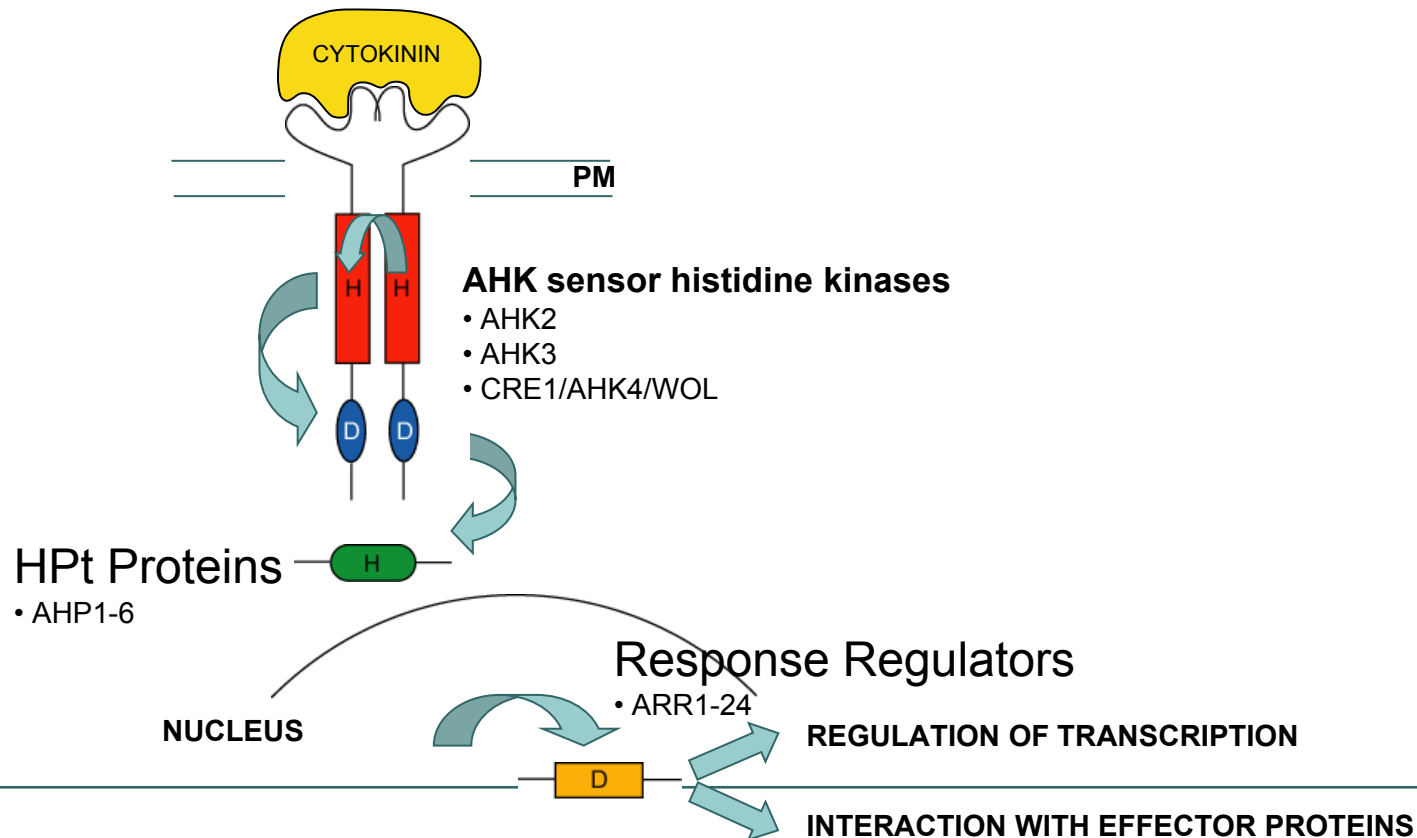 CYTOKININ
PM
H H
AHK sensor histidine kinases
• AHK2
• AHK3
• CRE1/AHK4/WOL
D D
HPt Proteins
H
• AHP1-6
Response Regulators
• ARR1-24
NUCLEUS
REGULATION OF TRANSCRIPTION
D
INTERACTION WITH EFFECTOR PROTEINS